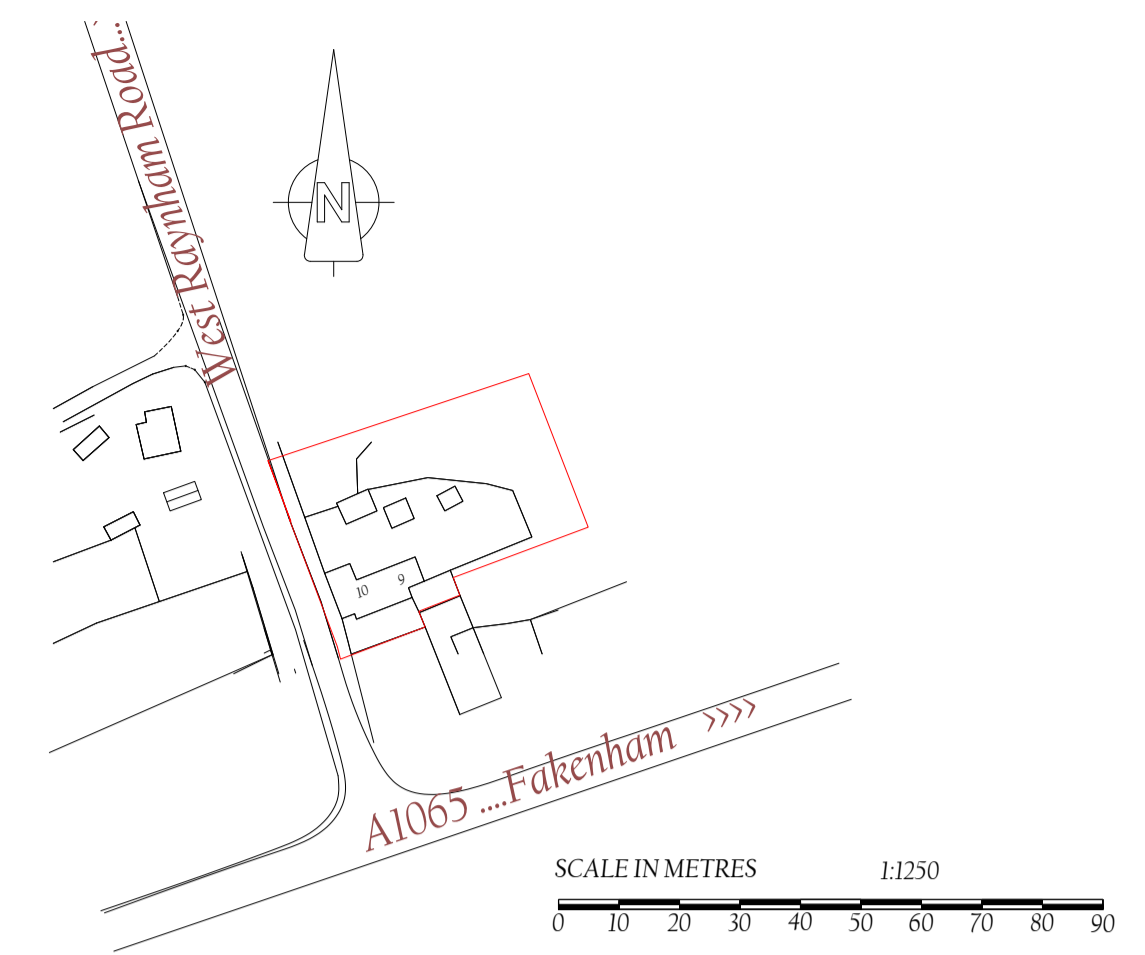 West Raynham Road....
N
10
9
A1065 ....Fakenham >>>>
SCALE IN METRES 1:1250
0 10 20 30 40 50 60 70 80 90